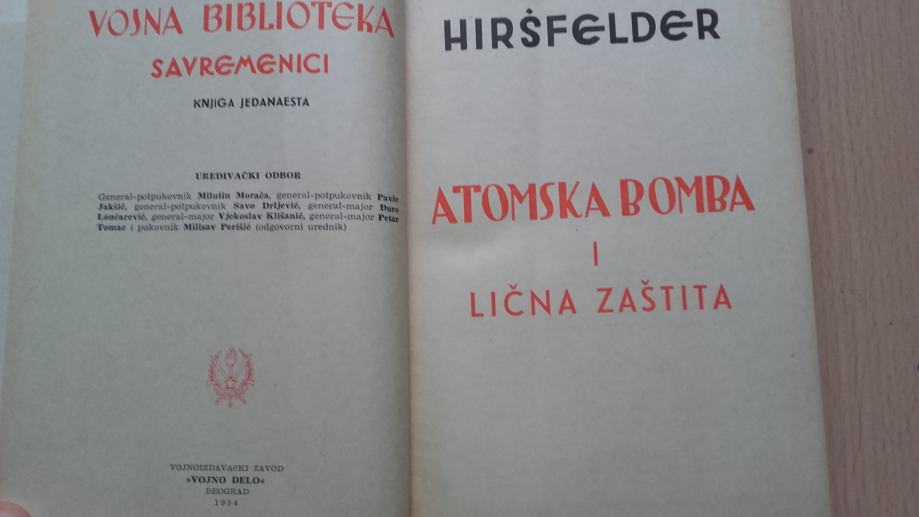 VOJNA BIBLIOTEKA
SAVREMENICI
KNJIGA JEDANAESTA
UREĐIVAČKI ODBOR
General-potpukovnik Milutin Morača, general-potpukovnik Pavle
Jakšić, general-potpukovnik Savo Drljević, general-major Đuro
Lončarević, general-major Vjekoslav Klišanić, general-major Petar
Tomac i pukovnik Milisav Perišić (odgovorni urednik)
VOJNOIZDAVAČKI ZAVOD
»VOJNO DELO«
BEOGRAD
1954
HIRŠFELDER
ATOMSKA BOMBA
I
LIČNA ZAŠTITA